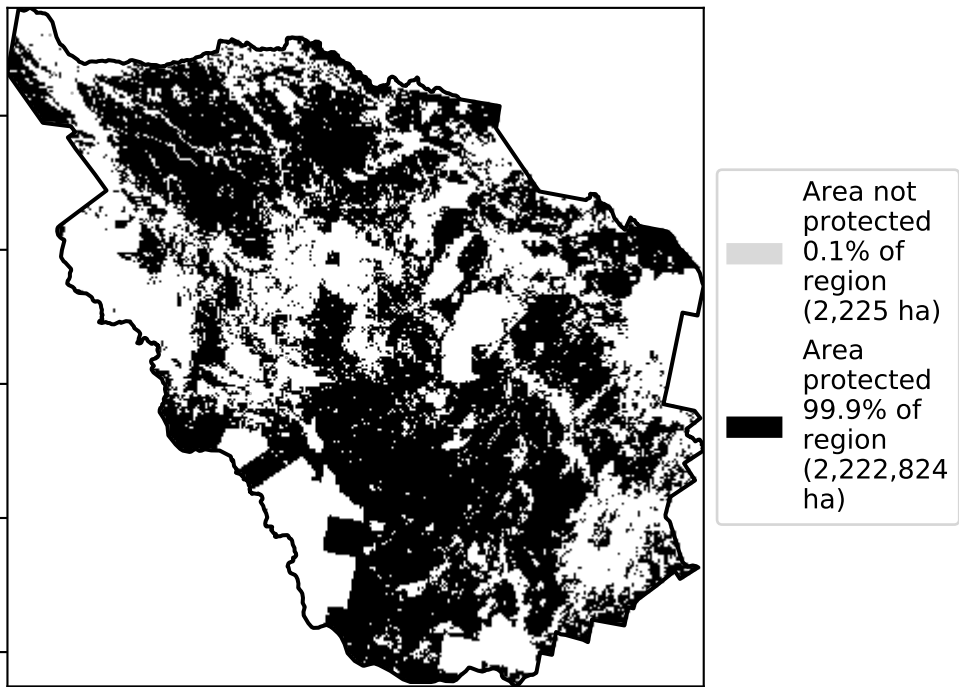 Area not
protected
0.1% of
region
(2,225 ha)
Area
protected
99.9% of
region
(2,222,824
ha)